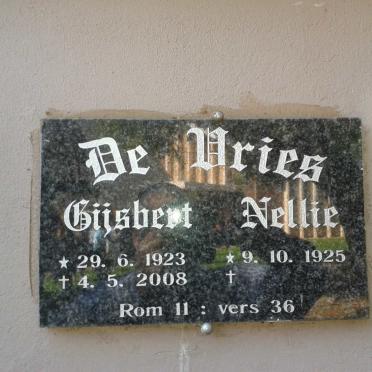 De Vries
Gijsbert Nellie
★ 29. 6. 1923 ★ 9. 10. 1925
† 4. 5. 2008 †
Rom 11 : vers 36